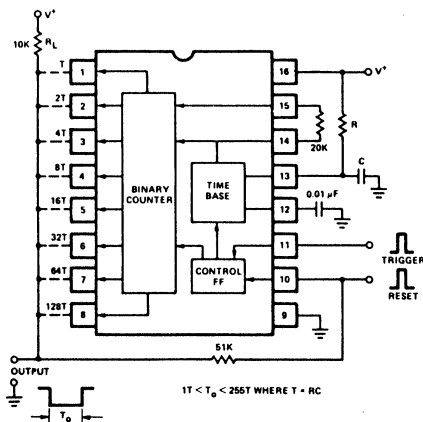 V+
10K
RL
T
2T
4T
8T
16T
32T
64T
128T
1
2
3
4
5
6
7
8
BINARY
COUNTER
TIME
BASE
CONTROL
FF
16
15
14
13
12
11
10
9
V+
R
20K
C
0.01 μF
TRIGGER
RESET
51K
OUTPUT
To
1T < To < 255T WHERE T = RC